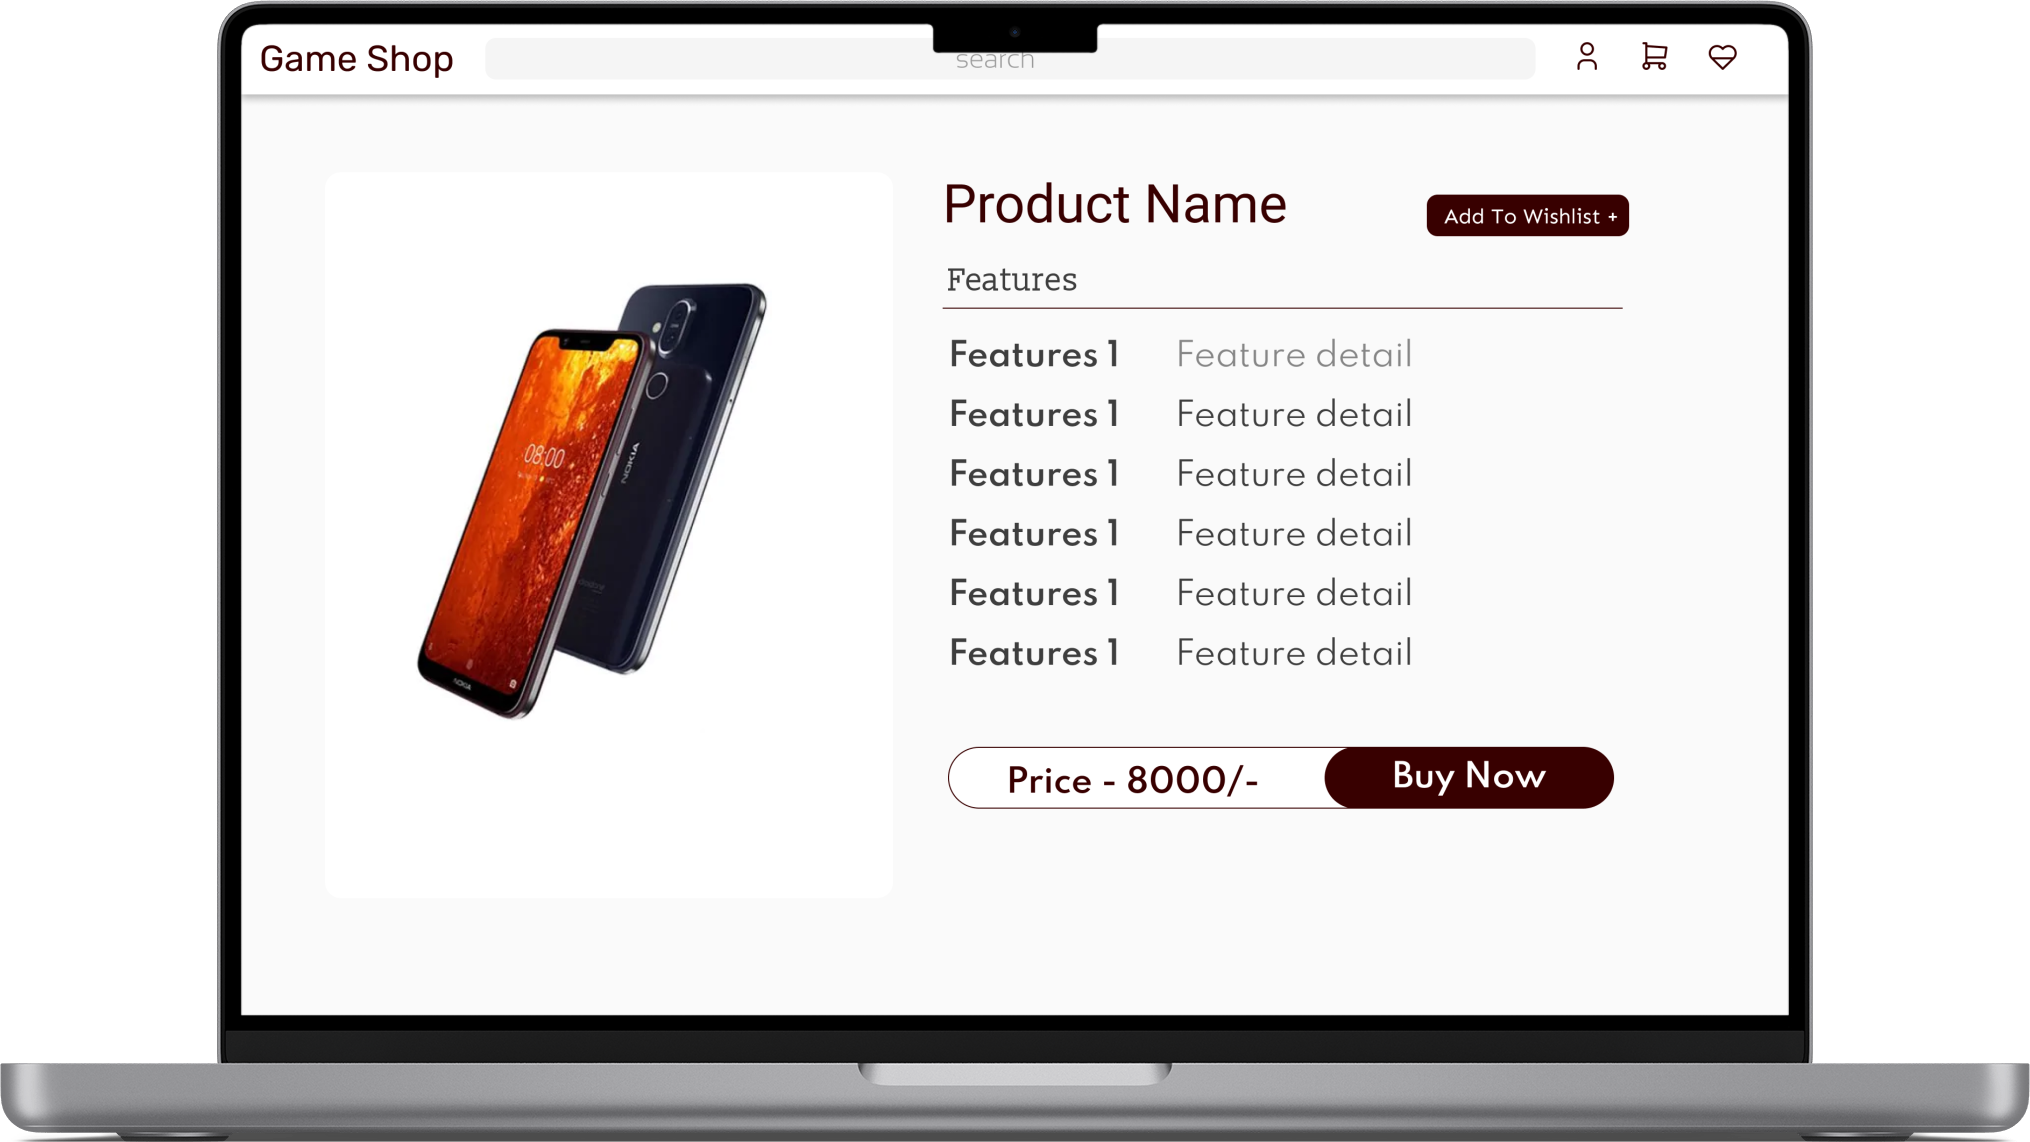 Game Shop
search
Product Name
Add To Wishlist +
Features
Features 1 Feature detail
Features 1 Feature detail
Features 1 Feature detail
Features 1 Feature detail
Features 1 Feature detail
Features 1 Feature detail
08:00
NOKIA
NOKIA
Price - 8000/-
Buy Now